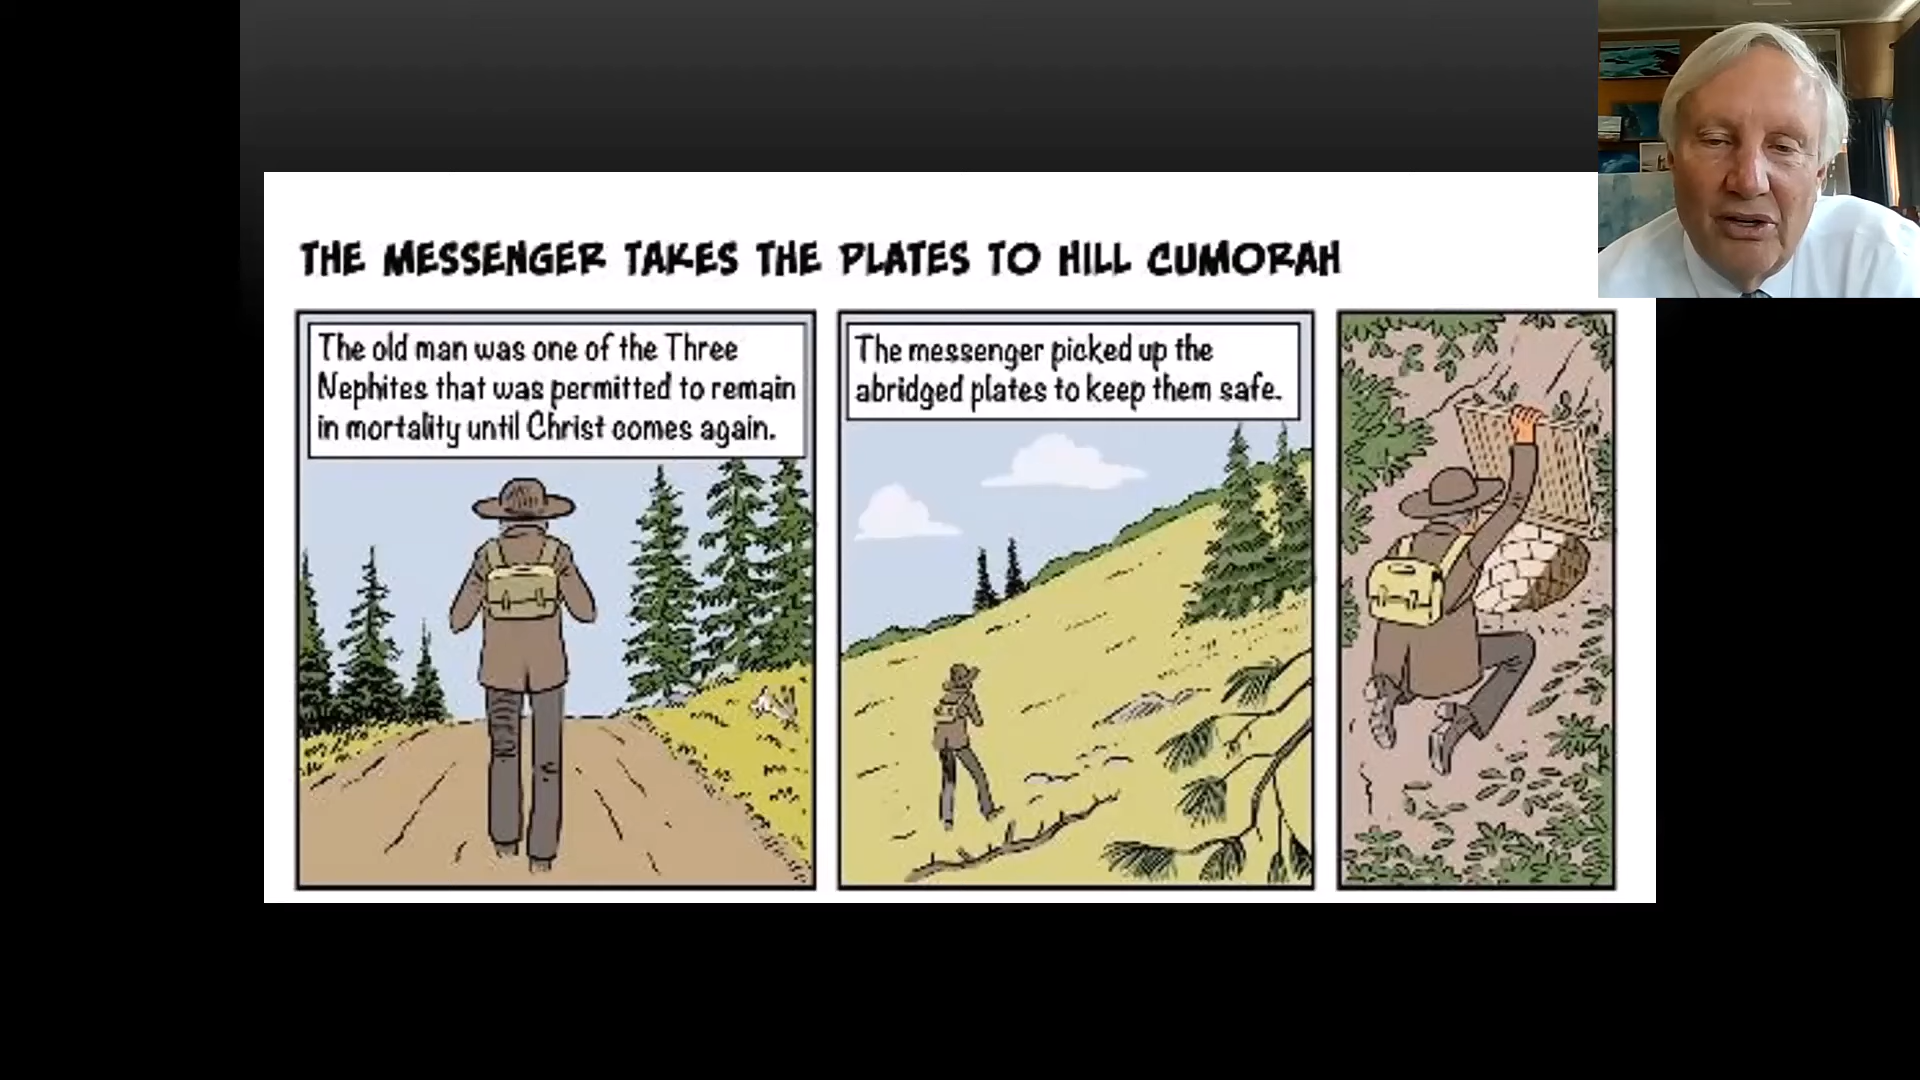 THE MESSENGER TAKES THE PLATES TO HILL CUMORAH
The old man was one of the Three
Nephites that was permitted to remain
in mortality until Christ comes again.
The messenger picked up the
abridged plates to keep them safe.